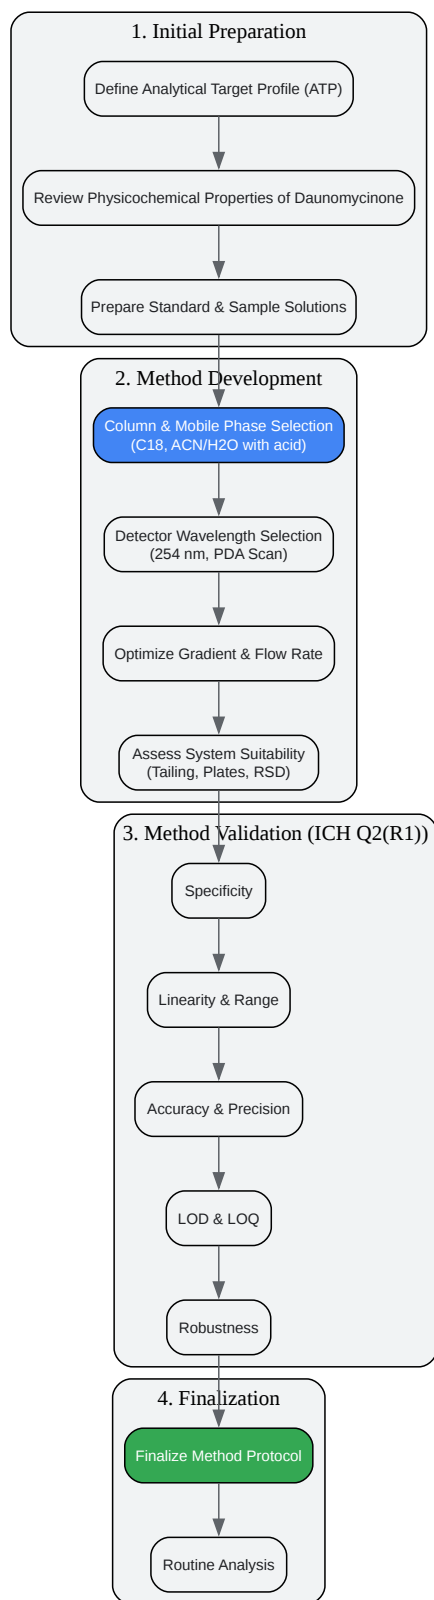 1. Initial Preparation
Define Analytical Target Profile (ATP)
Review Physicochemical Properties of Daunomycinone
Prepare Standard & Sample Solutions
2. Method Development
Column & Mobile Phase Selection
(C18, ACN/H2O with acid)
Detector Wavelength Selection
(254 nm, PDA Scan)
Optimize Gradient & Flow Rate
Assess System Suitability
(Tailing, Plates, RSD)
3. Method Validation (ICH Q2(R1))
Specificity
Linearity & Range
Accuracy & Precision
LOD & LOQ
Robustness
4. Finalization
Finalize Method Protocol
Routine Analysis